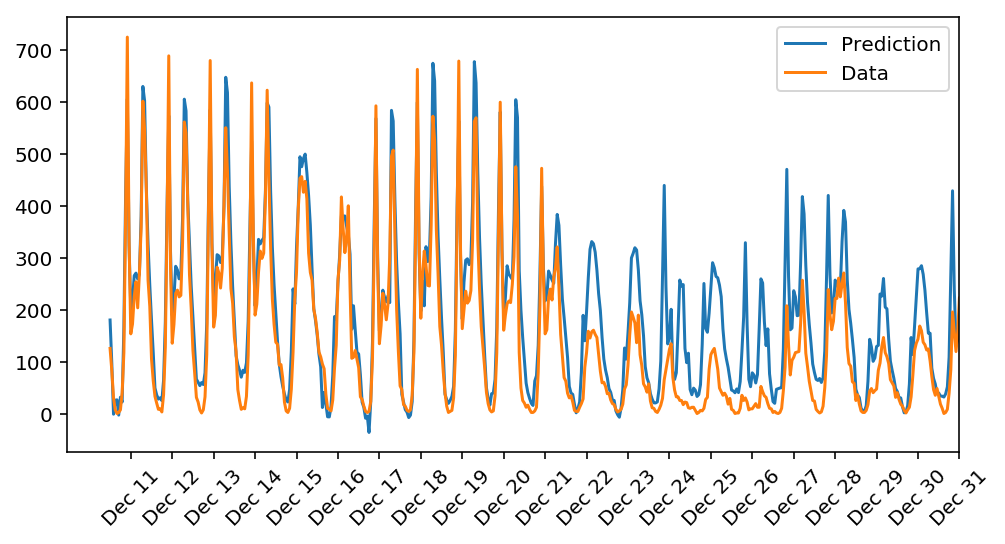 Prediction
Data
700
600
500
400
300
200
100
0
Dec 11
Dec 12
Dec 13
Dec 14
Dec 15
Dec 16
Dec 17
Dec 18
Dec 19
Dec 20
Dec 21
Dec 22
Dec 23
Dec 24
Dec 25
Dec 26
Dec 27
Dec 28
Dec 29
Dec 30
Dec 31